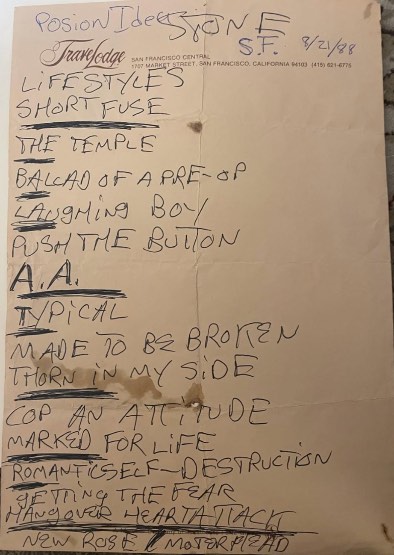 Posion Idea STONE
S.F. 8/21/88
Travelodge SAN FRANCISCO CENTRAL
1707 MARKET STREET, SAN FRANCISCO, CALIFORNIA 94103 (415) 621-6775
LiFESTYLES
SHORT FUSE
THE TEMPLE
BALLAD OF A PRE-OP
LAUGHiNG BOY
PUSH THE BUTTON
A.A.
TYPiCAL
MADE TO BE BROKEN
THORN iN MY SiDE
COP AN ATTiTUDE
MARKED FOR LiFE
ROMANTiC SELF-DESTRUCTiON
GETTiNG THE FEAR
HANGOVER HEARTATTACK
NEW ROSE / MOTORHEAD